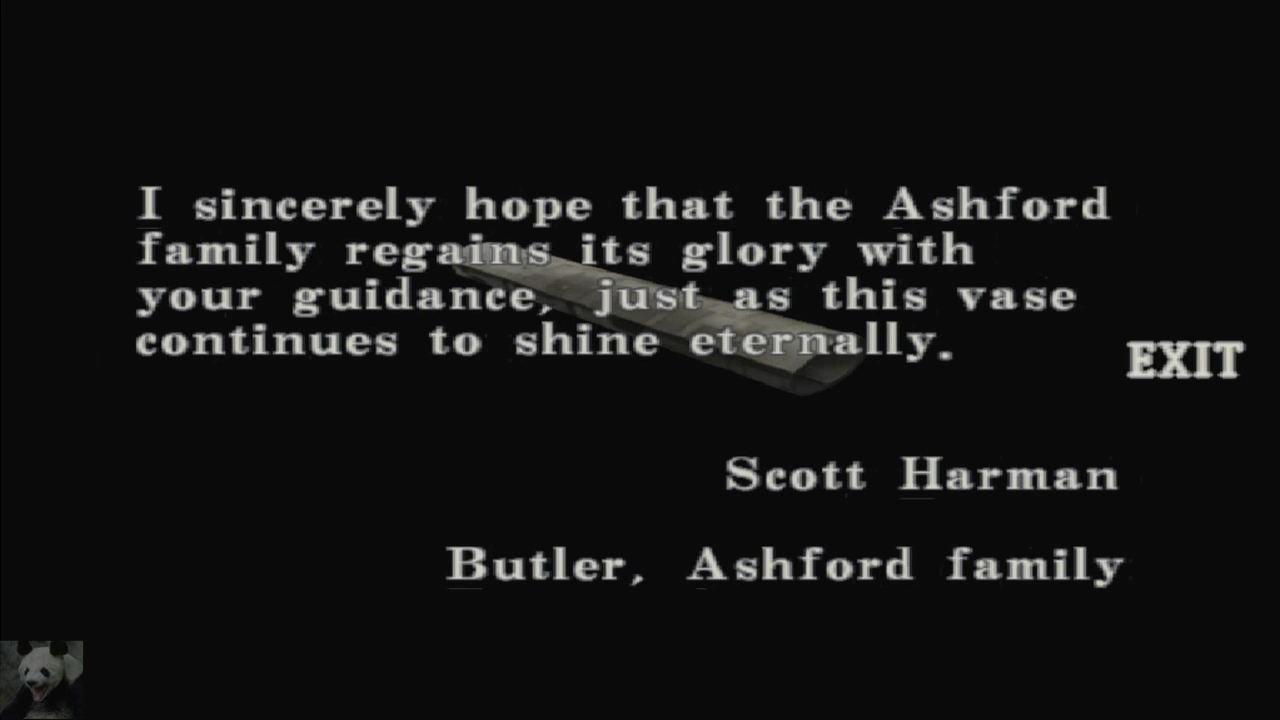 I sincerely hope that the Ashford
family regains its glory with
your guidance, just as this vase
continues to shine eternally.
EXIT
Scott Harman
Butler, Ashford family